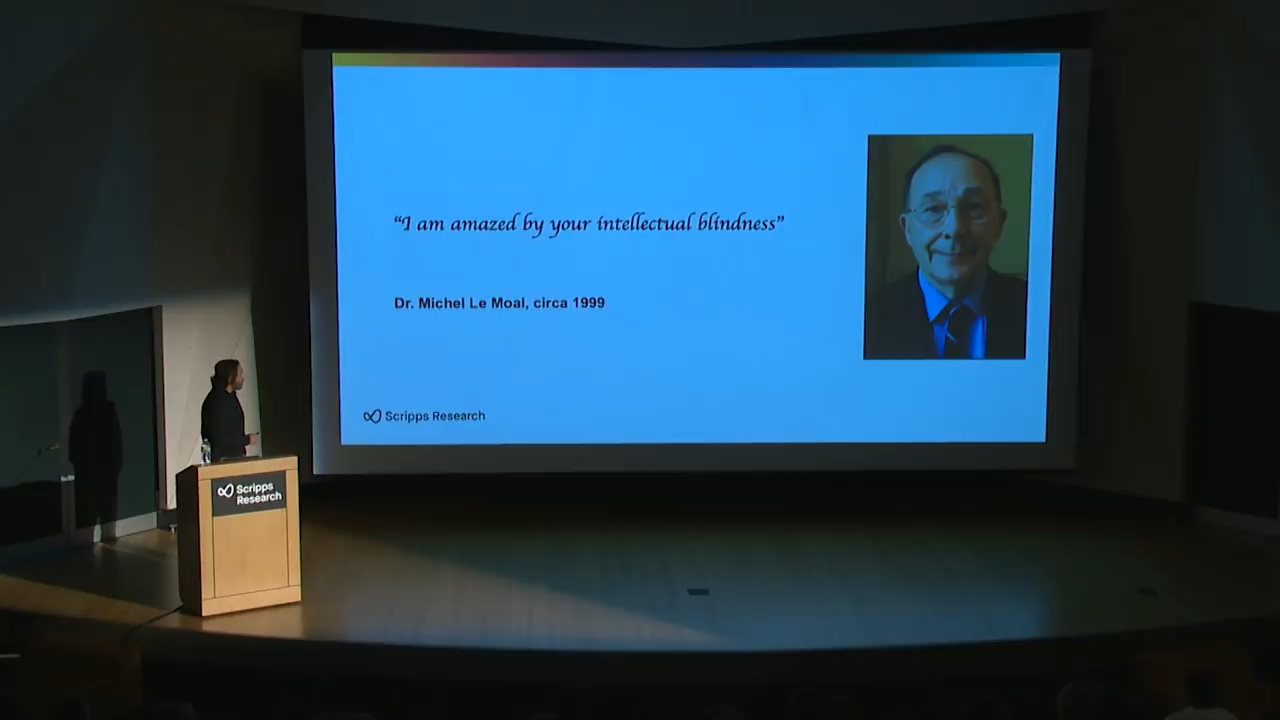 “I am amazed by your intellectual blindness”
Dr. Michel Le Moal, circa 1999
Scripps Research
Scripps
Research